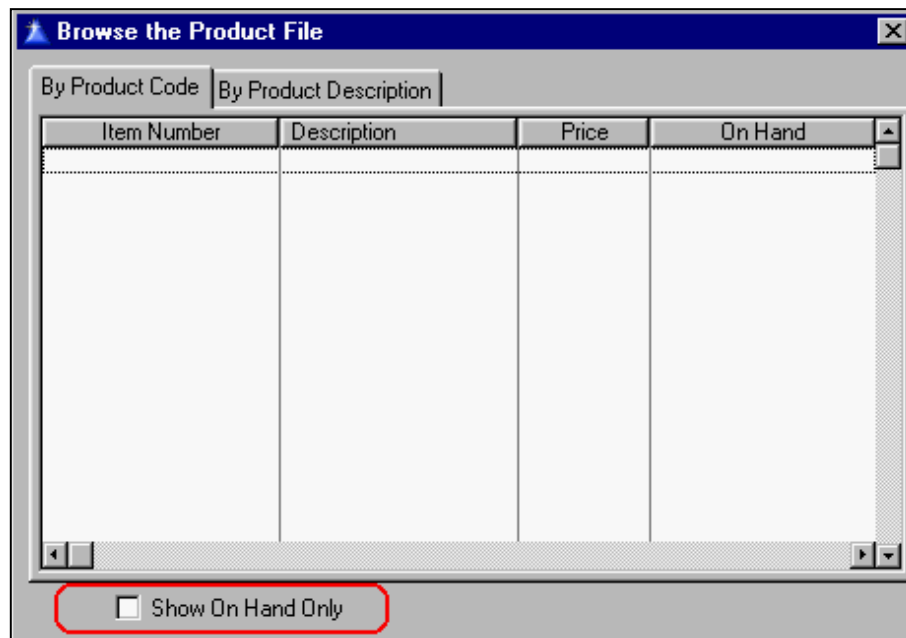 Browse the Product File
By Product Code By Product Description
Item Number Description Price On Hand
Show On Hand Only